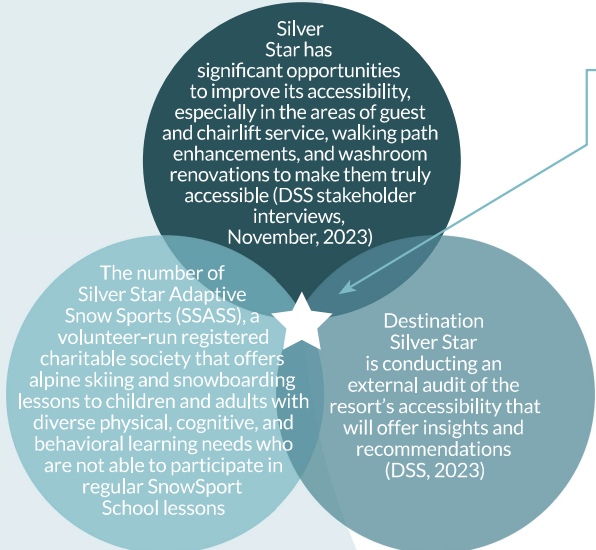 Silver
Star has
significant opportunities
to improve its accessibility,
especially in the areas of guest
and chairlift service, walking path
enhancements, and washroom
renovations to make them truly
accessible (DSS stakeholder
interviews,
November, 2023)
The number of
Silver Star Adaptive
Snow Sports (SSASS), a
volunteer-run registered
charitable society that offers
alpine skiing and snowboarding
lessons to children and adults with
diverse physical, cognitive, and
behavioral learning needs who
are not able to participate in
regular SnowSport
School lessons
Destination
Silver Star
is conducting an
external audit of the
resort’s accessibility that
will offer insights and
recommendations
(DSS, 2023)